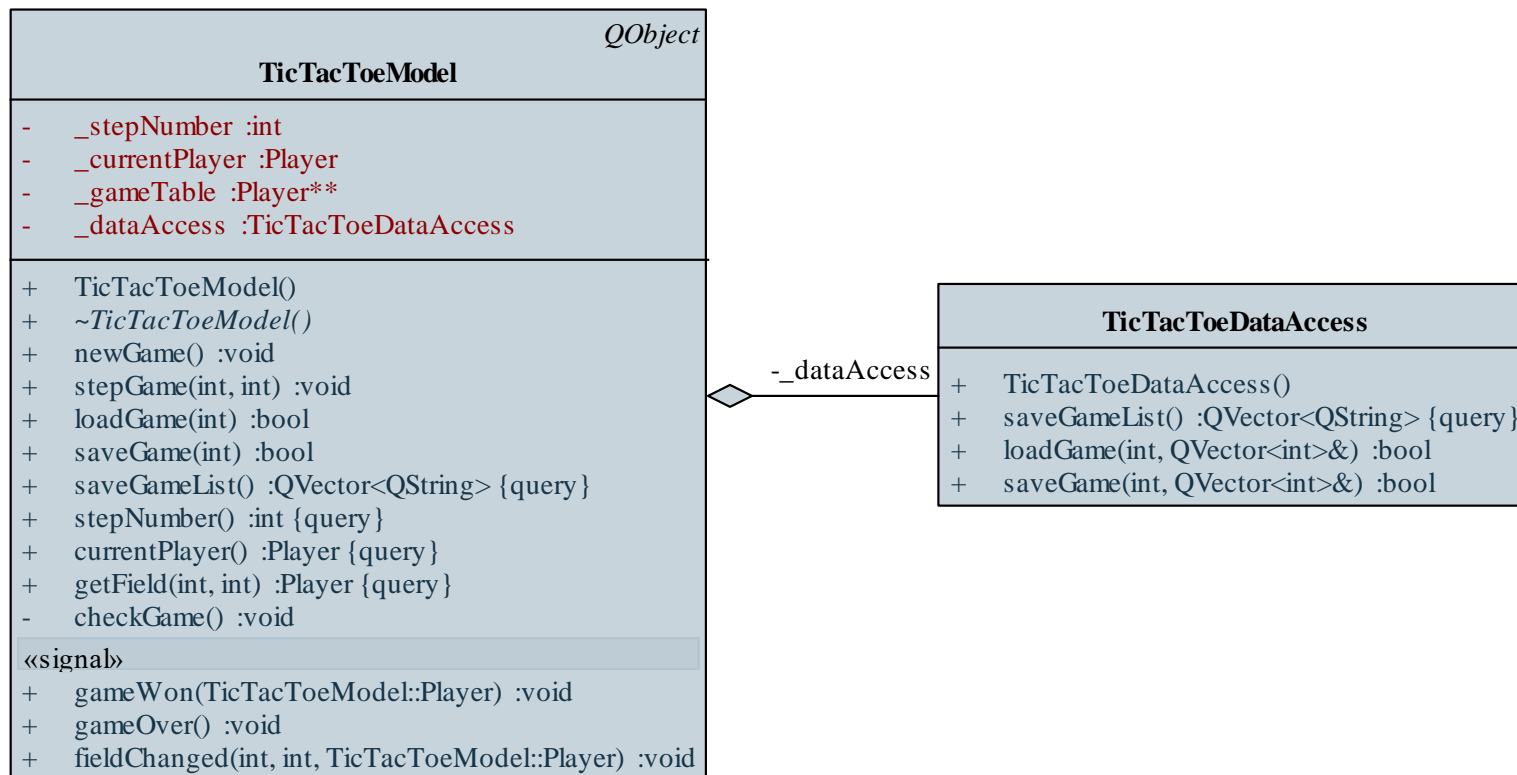 QObject
TicTacToeModel
- _stepNumber :int
- _currentPlayer :Player
- _gameTable :Player**
- _dataAccess :TicTacToeDataAccess
+ TicTacToeModel()
+ ~TicTacToeModel()
+ newGame() :void
+ stepGame(int, int) :void
+ loadGame(int) :bool
+ saveGame(int) :bool
+ saveGameList() :QVector<QString> {query}
+ stepNumber() :int {query}
+ currentPlayer() :Player {query}
+ getField(int, int) :Player {query}
- checkGame() :void
«signal»
+ gameWon(TicTacToeModel::Player) :void
+ gameOver() :void
+ fieldChanged(int, int, TicTacToeModel::Player) :void
-_dataAccess
TicTacToeDataAccess
+ TicTacToeDataAccess()
+ saveGameList() :QVector<QString> {query}
+ loadGame(int, QVector<int>&) :bool
+ saveGame(int, QVector<int>&) :bool